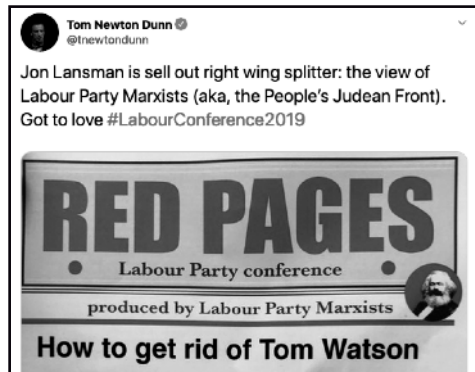 Tom Newton Dunn
@tnewtondunn
Jon Lansman is sell out right wing splitter: the view of
Labour Party Marxists (aka, the People's Judean Front).
Got to love #LabourConference2019
RED PAGES
• Labour Party conference •
produced by Labour Party Marxists
How to get rid of Tom Watson